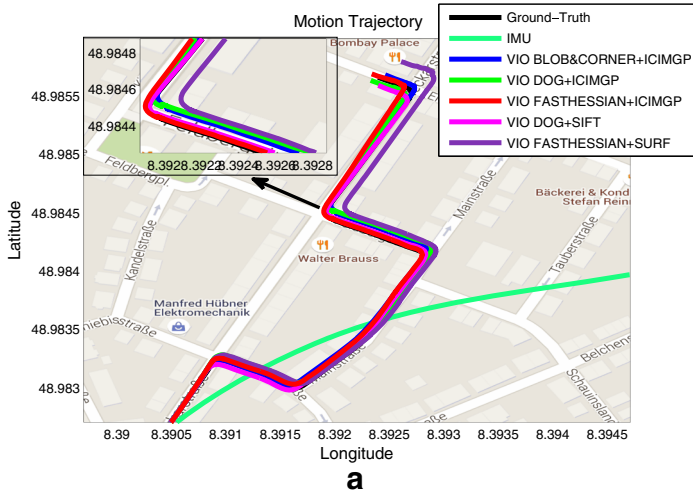 Motion Trajectory
Ground-Truth
IMU
VIO BLOB&CORNER+ICIMGP
VIO DOG+ICIMGP
VIO FASTHESSIAN+ICIMGP
VIO DOG+SIFT
VIO FASTHESSIAN+SURF
48.9848
48.9846
48.9844
8.3928 8.3922 8.3924 8.3926 8.3928
Bombay Palace
Feldbergpl.
Kandelstraße
Walter Brauss
Mainstraße
Bäckerei & Kond
Stefan Rein
Tauberstraße
Manfred Hübner
Elektromechanik
niebisstraße
Belchens
Schauinsland
Latitude
48.9855
48.985
48.9845
48.984
48.9835
48.983
8.39 8.3905 8.391 8.3915 8.392 8.3925 8.393 8.3935 8.394 8.3945
Longitude
a